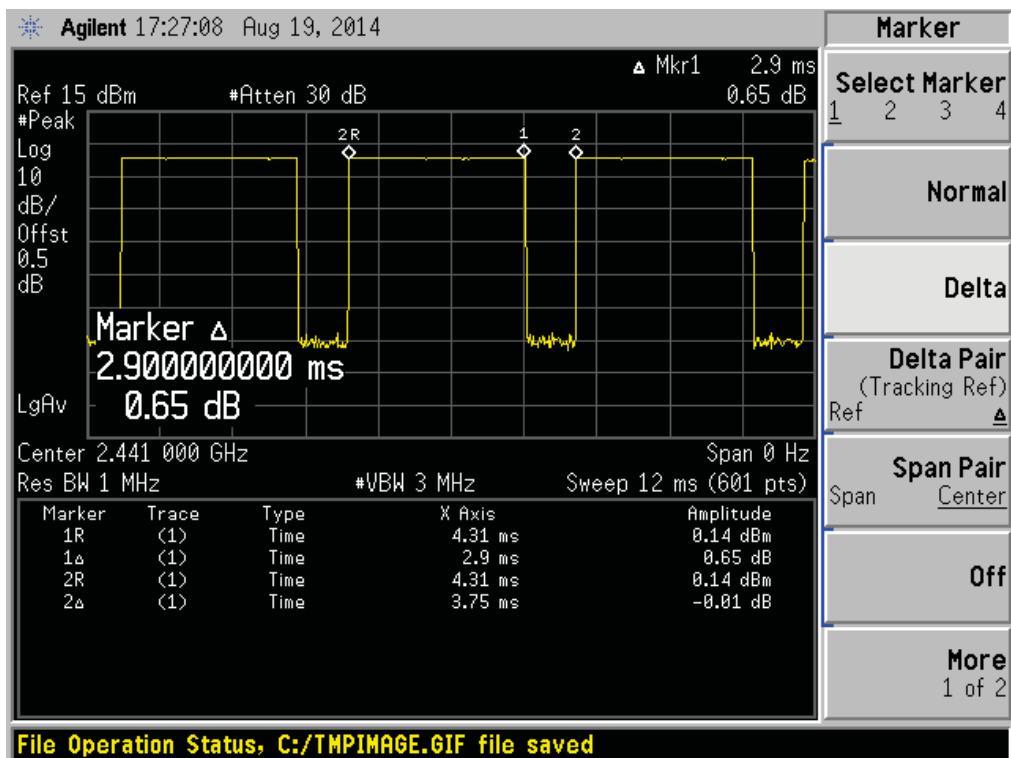 Agilent 17:27:08 Aug 19, 2014
Δ Mkr1 2.9 ms
Ref 15 dBm #Atten 30 dB 0.65 dB
#Peak
Log
10
dB/
Offst
0.5
dB
2R 1 2
Marker Δ
2.900000000 ms
0.65 dB
LgAv
Center 2.441 000 GHz Span 0 Hz
Res BW 1 MHz #VBW 3 MHz Sweep 12 ms (601 pts)
Marker Trace Type X Axis Amplitude
1R (1) Time 4.31 ms 0.14 dBm
1Δ (1) Time 2.9 ms 0.65 dB
2R (1) Time 4.31 ms 0.14 dBm
2Δ (1) Time 3.75 ms -0.01 dB
File Operation Status, C:/TMPIMAGE.GIF file saved
Marker
Select Marker
1 2 3 4
Normal
Delta
Delta Pair
(Tracking Ref)
Ref Δ
Span Pair
Span Center
Off
More
1 of 2